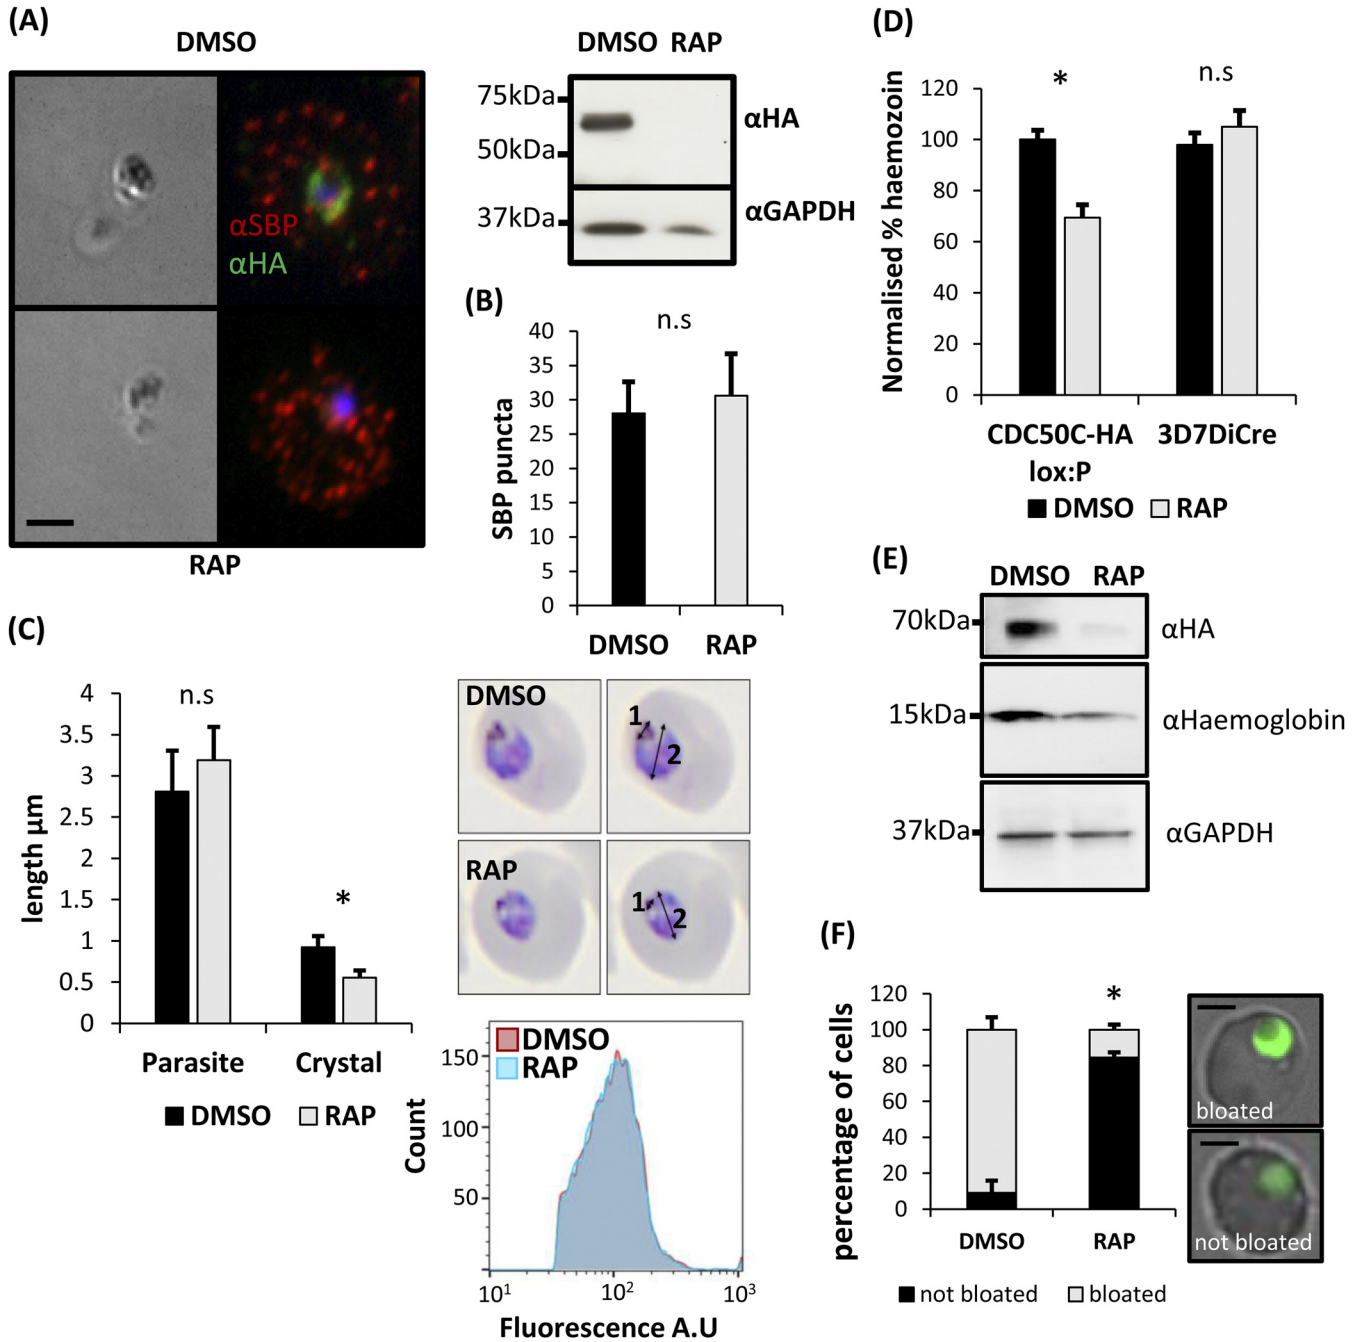 (A)
DMSO
αSBP
αHA
RAP
DMSO RAP
75kDa
50kDa
37kDa
αHA
αGAPDH
(B)
n.s
40
35
30
25
20
15
10
5
0
SBP puncta
DMSO RAP
(C)
n.s
*
4
3.5
3
2.5
2
1.5
1
0.5
0
length µm
Parasite Crystal
DMSO RAP
DMSO
1
2
RAP
1
2
DMSO
RAP
150
100
50
Count
10¹ 10² 10³
Fluorescence A.U
(D)
* n.s
120
100
80
60
40
20
0
Normalised % haemozoin
CDC50C-HA 3D7DiCre
lox:P
DMSO RAP
(E)
DMSO RAP
70kDa αHA
15kDa αHaemoglobin
37kDa αGAPDH
(F)
*
120
100
80
60
40
20
0
percentage of cells
DMSO RAP
not bloated bloated
bloated
not bloated